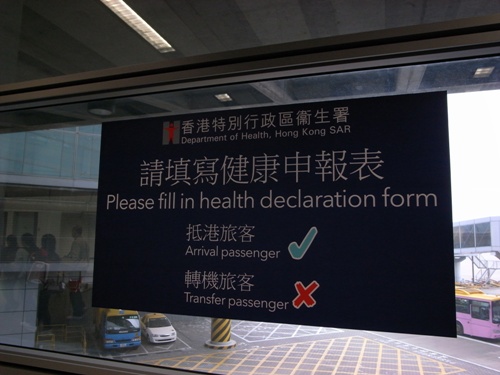 香港特別行政區衞生署
Department of Health, Hong Kong SAR
請填寫健康申報表
Please fill in health declaration form
抵港旅客
Arrival passenger
轉機旅客
Transfer passenger